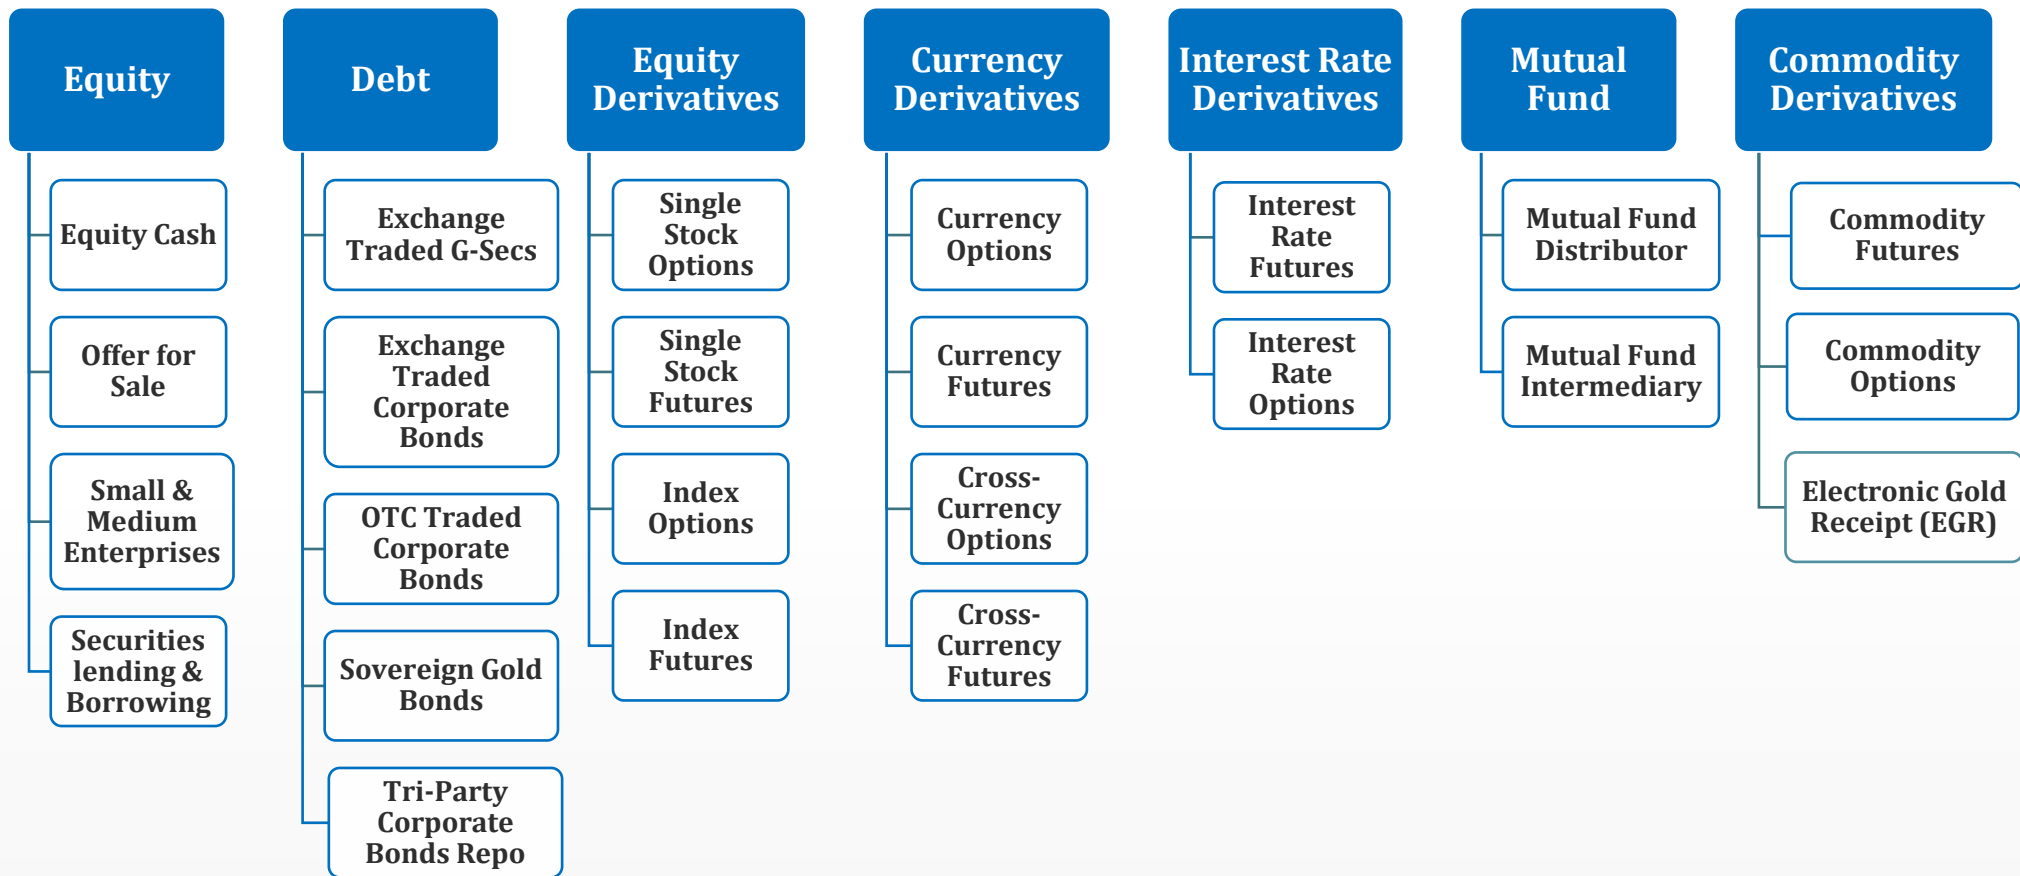 Equity
Equity Cash
Offer for
Sale
Small &
Medium
Enterprises
Securities
lending &
Borrowing
Debt
Exchange
Traded G-Secs
Exchange
Traded
Corporate
Bonds
OTC Traded
Corporate
Bonds
Sovereign Gold
Bonds
Tri-Party
Corporate
Bonds Repo
Equity
Derivatives
Single
Stock
Options
Single
Stock
Futures
Index
Options
Index
Futures
Currency
Derivatives
Currency
Options
Currency
Futures
Cross-
Currency
Options
Cross-
Currency
Futures
Interest Rate
Derivatives
Interest
Rate
Futures
Interest
Rate
Options
Mutual
Fund
Mutual Fund
Distributor
Mutual Fund
Intermediary
Commodity
Derivatives
Commodity
Futures
Commodity
Options
Electronic Gold
Receipt (EGR)